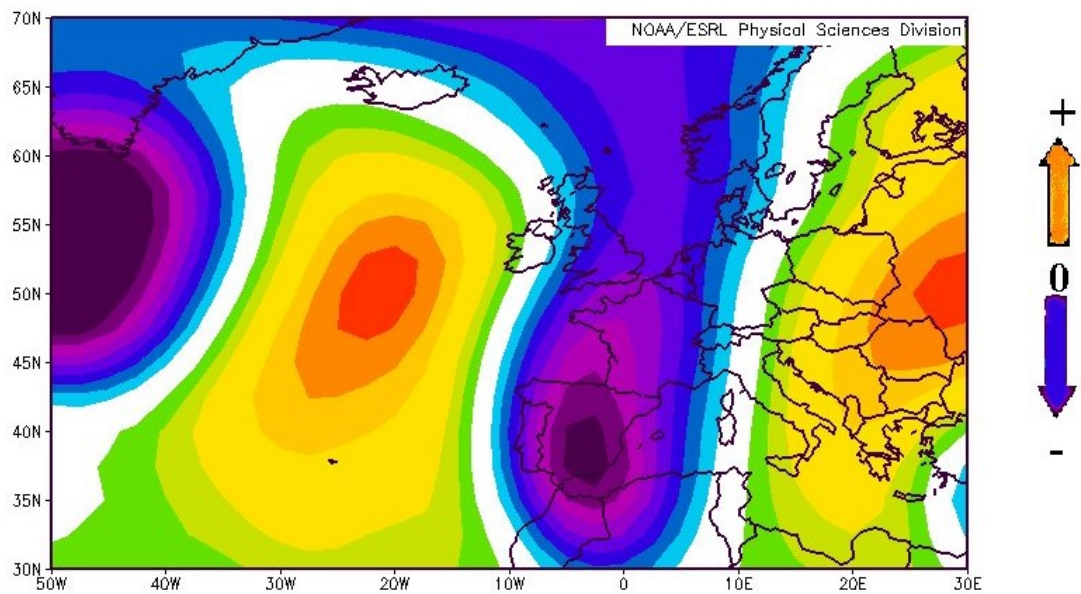 70N
NOAA/ESRL Physical Sciences Division
65N
60N
55N
50N
45N
40N
35N
30N
50W 40W 30W 20W 10W 0 10E 20E 30E
+
0
-